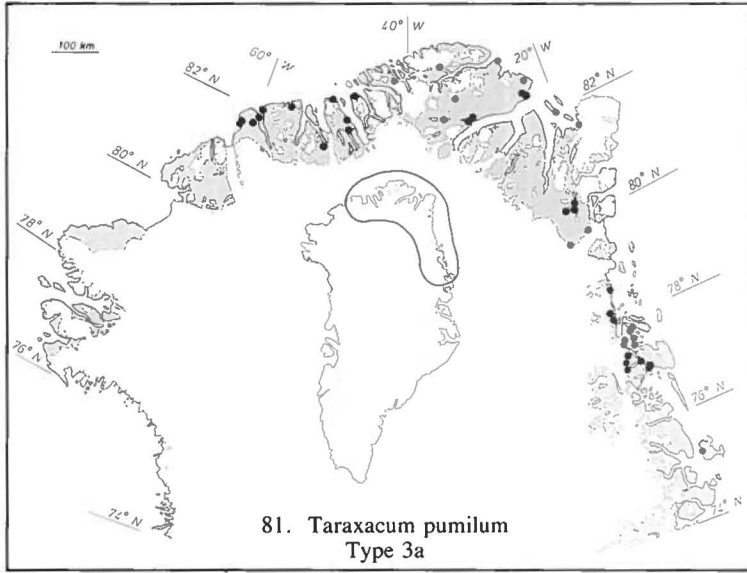 40° W
100 km
60° W
20° W
82° N
82° N
80° N
80° N
78° N
78° N
76° N
76° N
74° N
74° N
81. Taraxacum pumilum
Type 3a